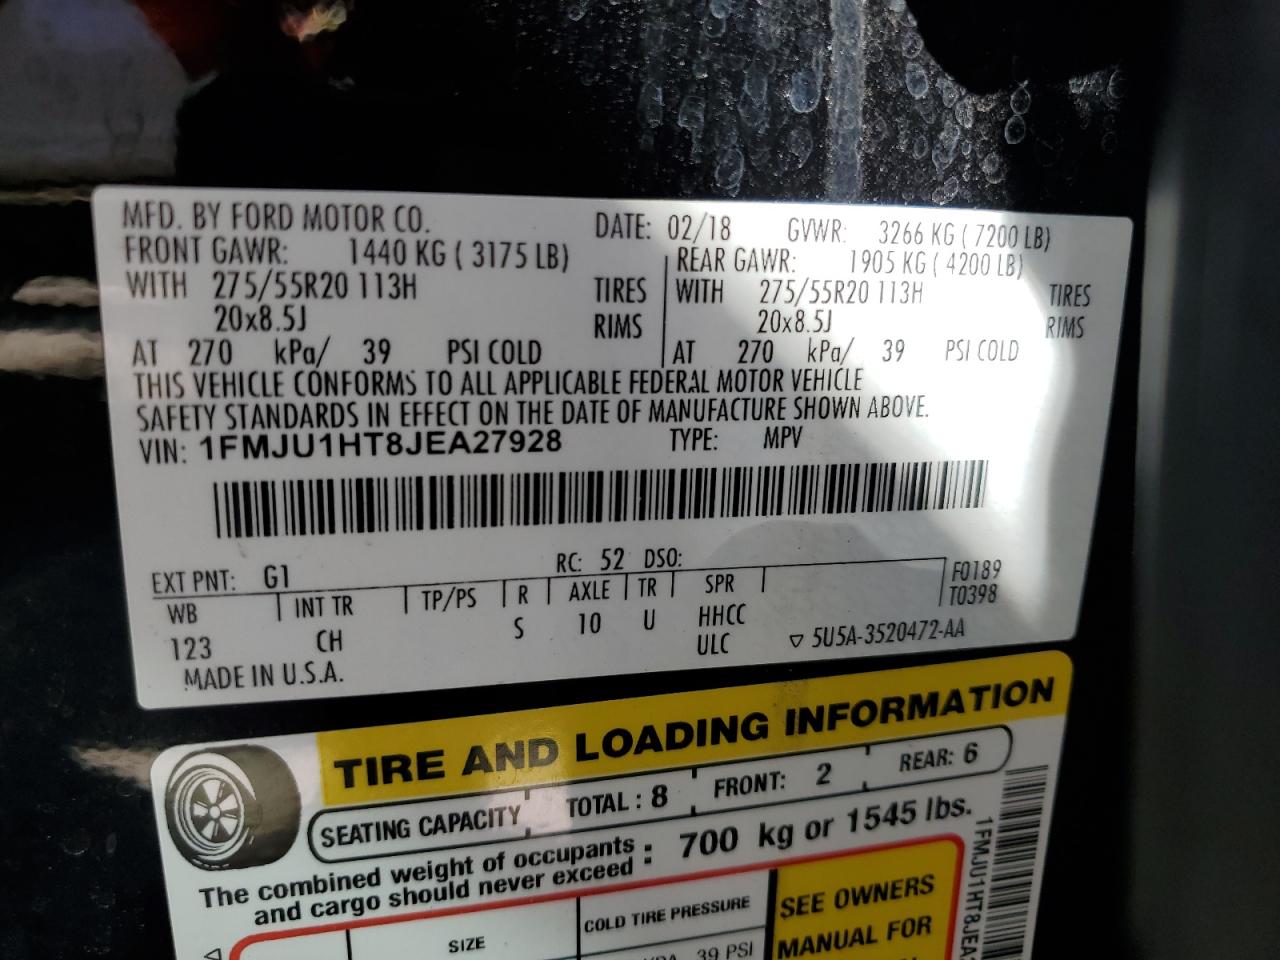 MFD. BY FORD MOTOR CO. DATE: 02/18 GVWR: 3266 KG ( 7200 LB)
FRONT GAWR: 1440 KG ( 3175 LB) REAR GAWR: 1905 KG ( 4200 LB)
WITH 275/55R20 113H TIRES WITH 275/55R20 113H TIRES
20x8.5J RIMS 20x8.5J RIMS
AT 270 kPa/ 39 PSI COLD AT 270 kPa/ 39 PSI COLD
THIS VEHICLE CONFORMS TO ALL APPLICABLE FEDERAL MOTOR VEHICLE
SAFETY STANDARDS IN EFFECT ON THE DATE OF MANUFACTURE SHOWN ABOVE.
VIN: 1FMJU1HT8JEA27928 TYPE: MPV
EXT PNT: G1 RC: 52 DSO:
WB INT TR TP/PS R AXLE TR SPR F0189
T0398
123 CH S 10 U HHCC
ULC ▽ 5U5A-3520472-AA
MADE IN U.S.A.
TIRE AND LOADING INFORMATION
SEATING CAPACITY TOTAL : 8 FRONT: 2 REAR: 6
The combined weight of occupants
and cargo should never exceed : 700 kg or 1545 lbs.
SIZE COLD TIRE PRESSURE SEE OWNERS
39 PSI MANUAL FOR
1FMJU1HT8JEA